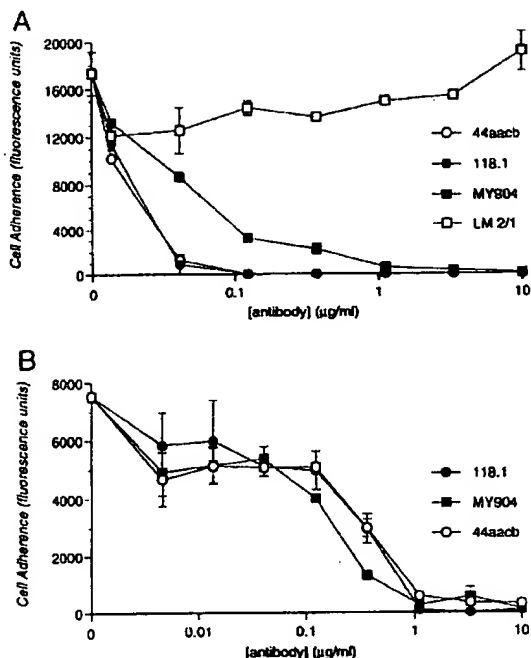 A
Cell Adherence (fluorescence units)
20000
16000
12000
8000
4000
0
44aacb
118.1
MY904
LM 2/1
0
0.1
1
10
[antibody] (µg/ml)
B
Cell Adherence (fluorescence units)
8000
6000
4000
2000
0
118.1
MY904
44aacb
0
0.01
0.1
1
10
[antibody] (µg/ml)